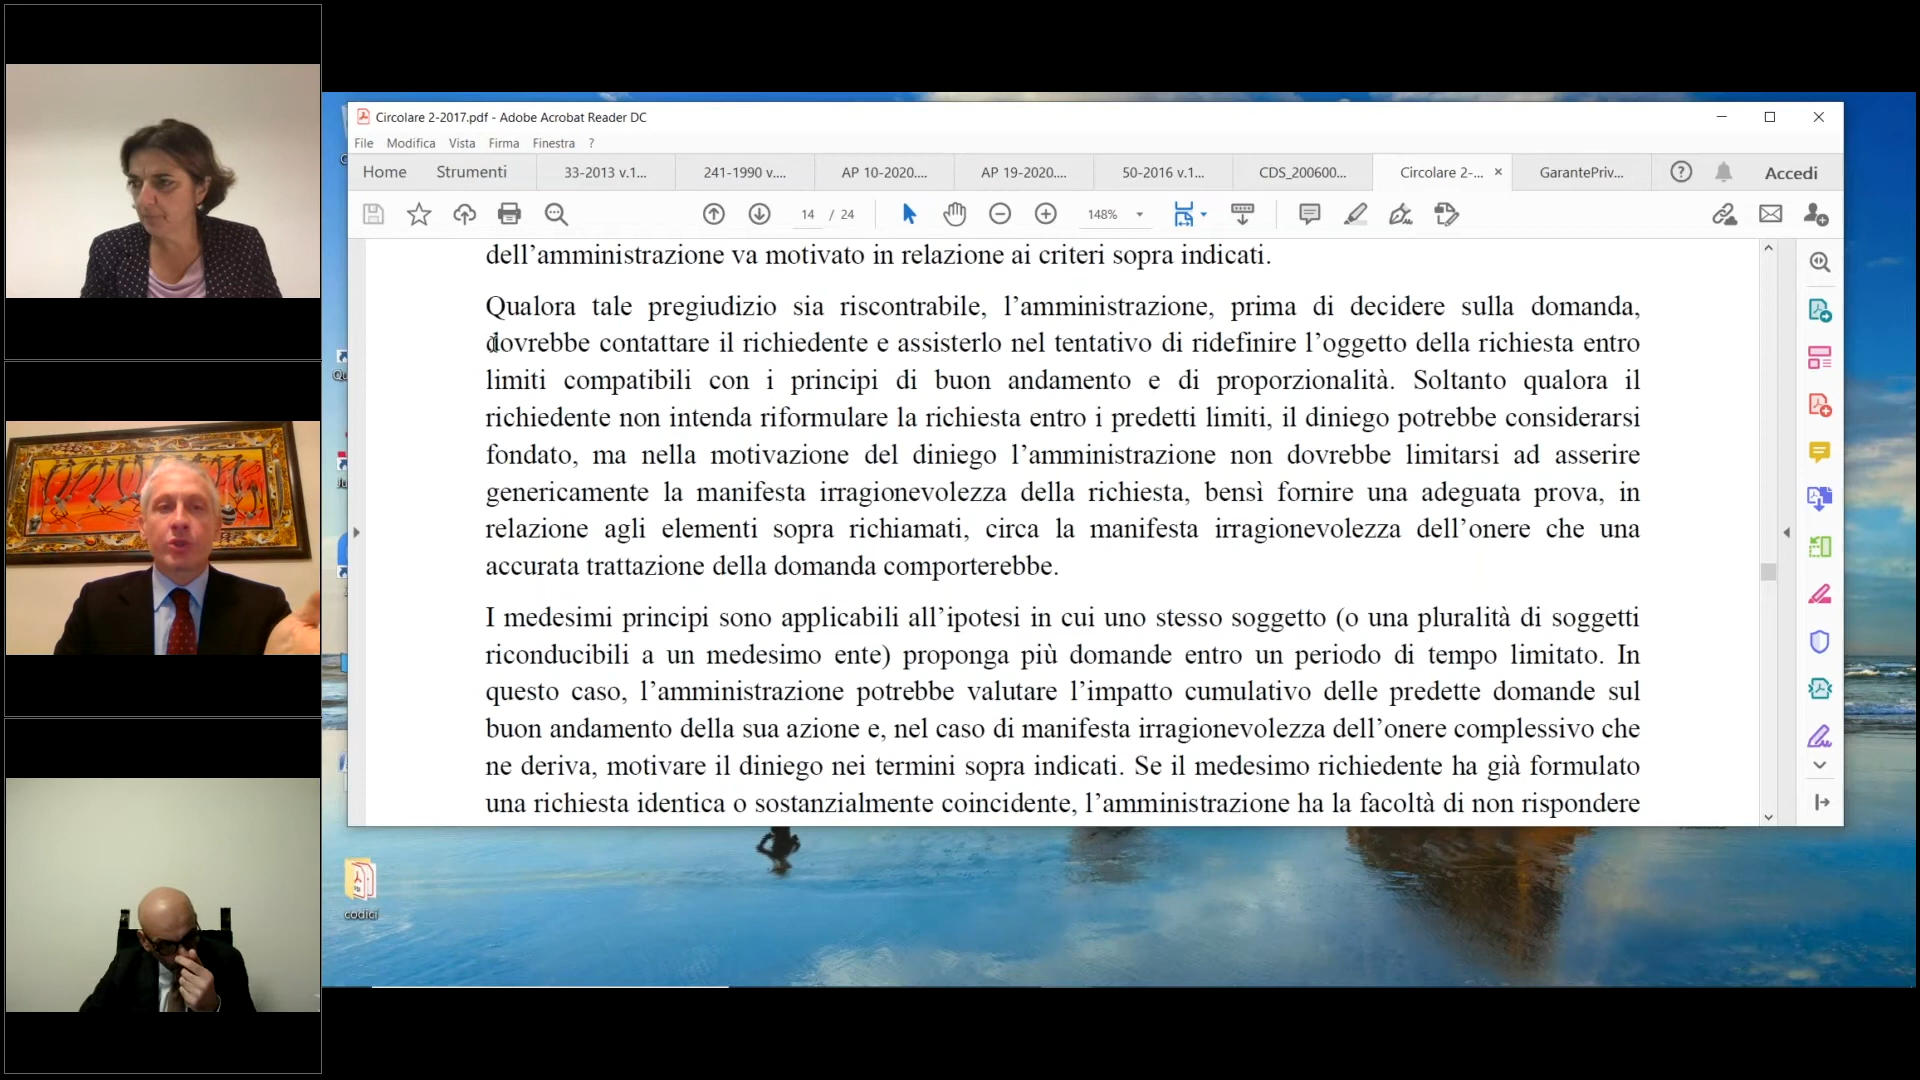 Circolare 2-2017.pdf - Adobe Acrobat Reader DC
File Modifica Vista Firma Finestra ?
Home Strumenti 33-2013 v.1... 241-1990 v.... AP 10-2020.... AP 19-2020.... 50-2016 v.1... CDS_200600... Circolare 2-... GarantePriv... Accedi
14 / 24 148%
dell’amministrazione va motivato in relazione ai criteri sopra indicati.
Qualora tale pregiudizio sia riscontrabile, l’amministrazione, prima di decidere sulla domanda,
dovrebbe contattare il richiedente e assisterlo nel tentativo di ridefinire l’oggetto della richiesta entro
limiti compatibili con i principi di buon andamento e di proporzionalità. Soltanto qualora il
richiedente non intenda riformulare la richiesta entro i predetti limiti, il diniego potrebbe considerarsi
fondato, ma nella motivazione del diniego l’amministrazione non dovrebbe limitarsi ad asserire
genericamente la manifesta irragionevolezza della richiesta, bensì fornire una adeguata prova, in
relazione agli elementi sopra richiamati, circa la manifesta irragionevolezza dell’onere che una
accurata trattazione della domanda comporterebbe.
I medesimi principi sono applicabili all’ipotesi in cui uno stesso soggetto (o una pluralità di soggetti
riconducibili a un medesimo ente) proponga più domande entro un periodo di tempo limitato. In
questo caso, l’amministrazione potrebbe valutare l’impatto cumulativo delle predette domande sul
buon andamento della sua azione e, nel caso di manifesta irragionevolezza dell’onere complessivo che
ne deriva, motivare il diniego nei termini sopra indicati. Se il medesimo richiedente ha già formulato
una richiesta identica o sostanzialmente coincidente, l’amministrazione ha la facoltà di non rispondere
codici